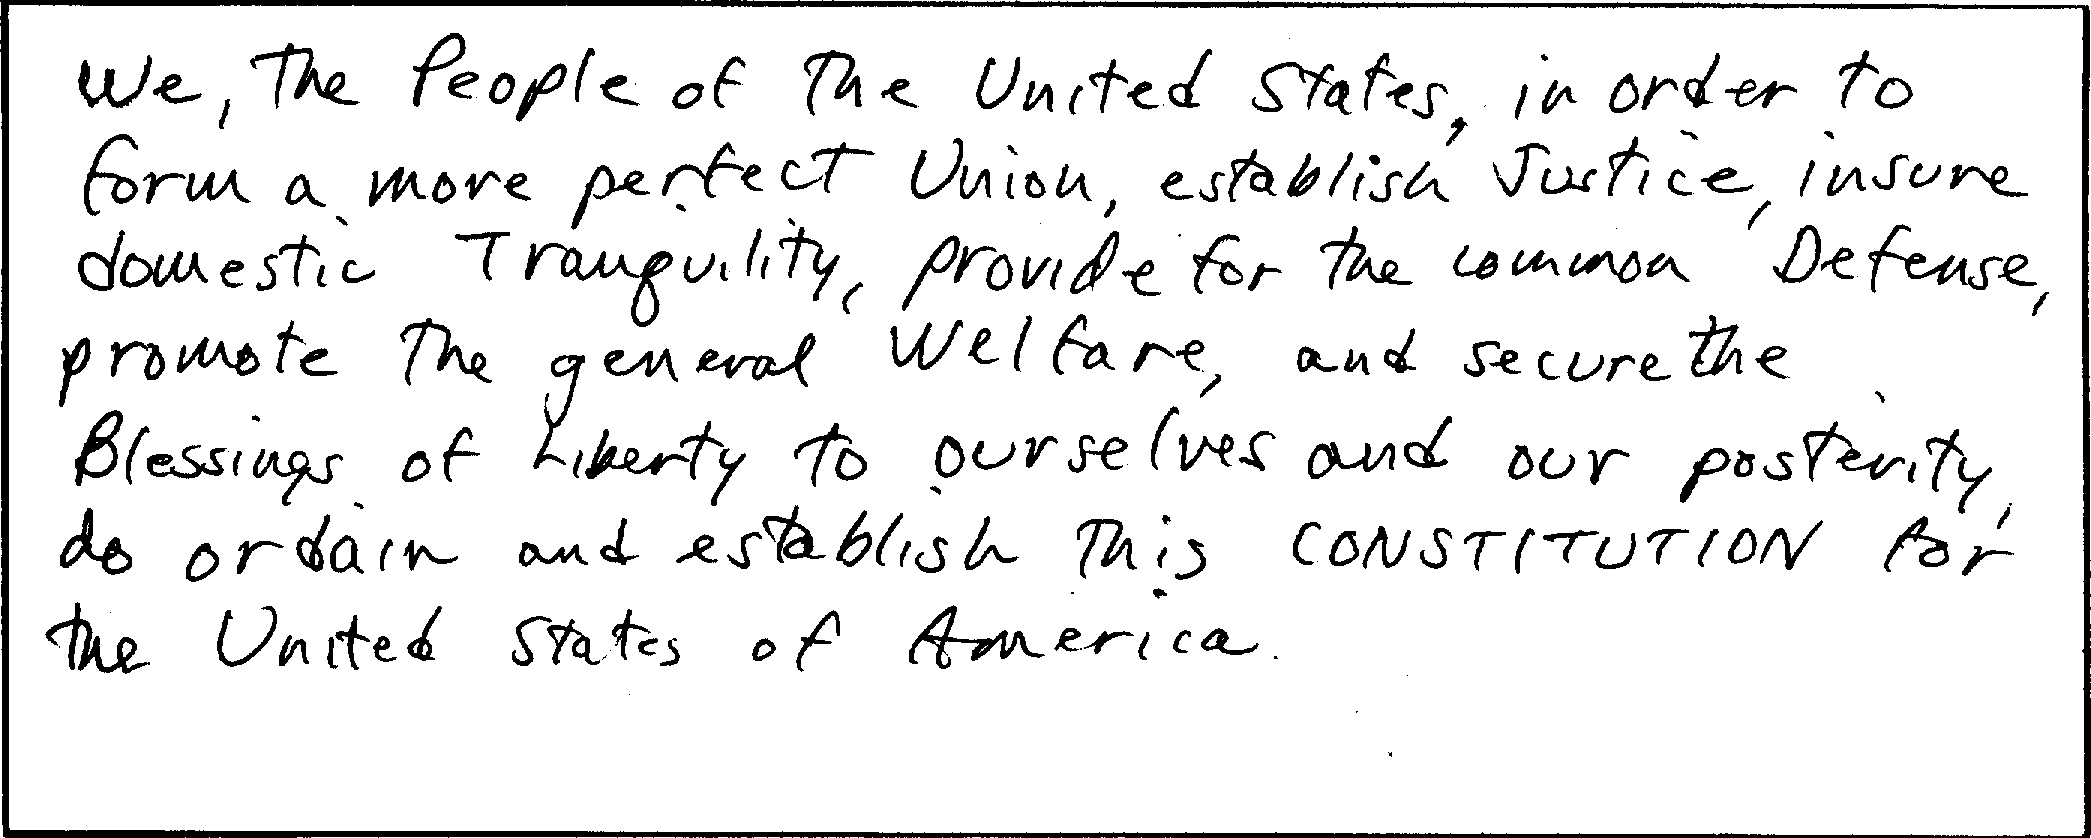 We, the People of the United States, in order to
form a more perfect Union, establish Justice, insure
domestic Tranquility, provide for the common Defense,
promote the general Welfare, and secure the
Blessings of Liberty to ourselves and our posterity,
do ordain and establish this CONSTITUTION for
the United States of America.